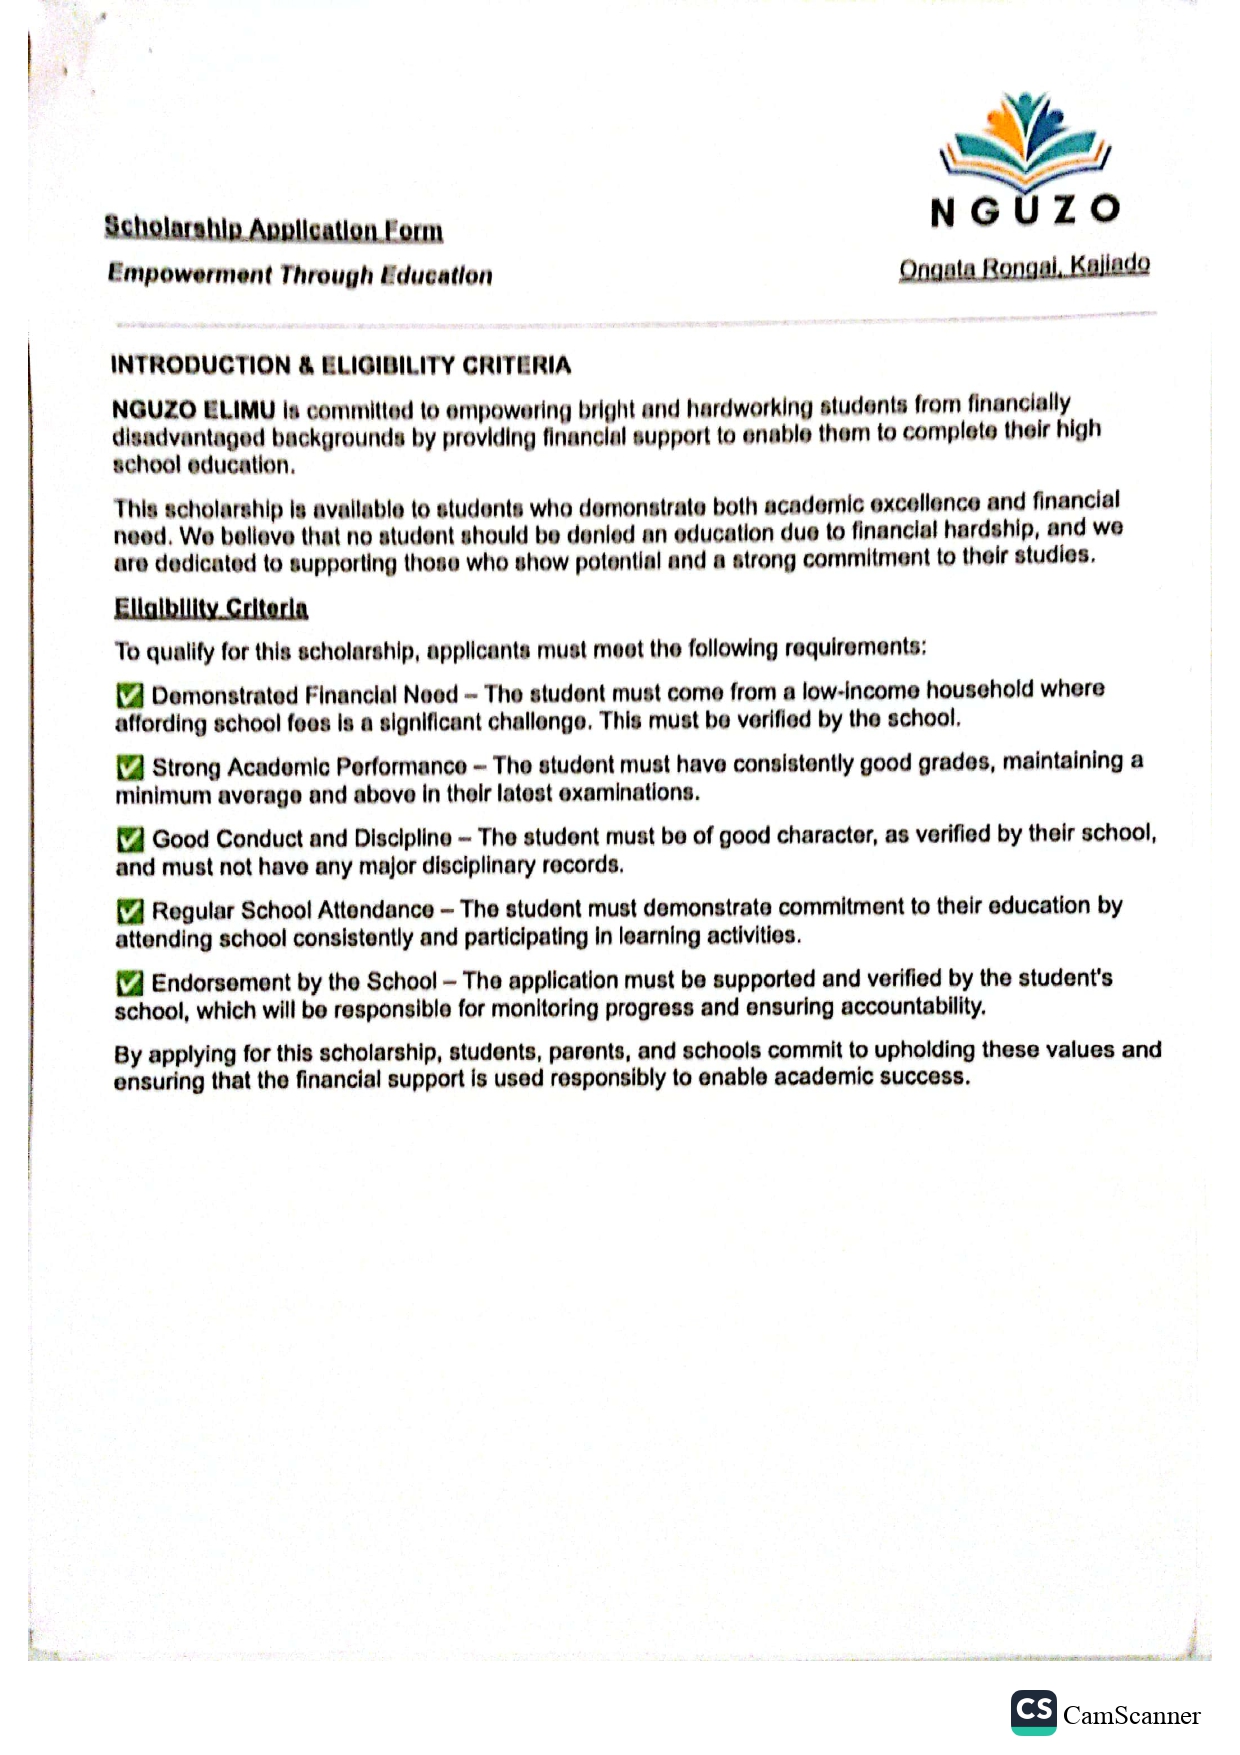 NGUZO
Scholarship Application Form
Empowerment Through Education
Ongata Rongai, Kajiado
INTRODUCTION & ELIGIBILITY CRITERIA
NGUZO ELIMU is committed to empowering bright and hardworking students from financially
disadvantaged backgrounds by providing financial support to enable them to complete their high
school education.
This scholarship is available to students who demonstrate both academic excellence and financial
need. We believe that no student should be denied an education due to financial hardship, and we
are dedicated to supporting those who show potential and a strong commitment to their studies.
Eligibility Criteria
To qualify for this scholarship, applicants must meet the following requirements:
✅ Demonstrated Financial Need – The student must come from a low-income household where
affording school fees is a significant challenge. This must be verified by the school.
✅ Strong Academic Performance – The student must have consistently good grades, maintaining a
minimum average and above in their latest examinations.
✅ Good Conduct and Discipline – The student must be of good character, as verified by their school,
and must not have any major disciplinary records.
✅ Regular School Attendance – The student must demonstrate commitment to their education by
attending school consistently and participating in learning activities.
✅ Endorsement by the School – The application must be supported and verified by the student's
school, which will be responsible for monitoring progress and ensuring accountability.
By applying for this scholarship, students, parents, and schools commit to upholding these values and
ensuring that the financial support is used responsibly to enable academic success.
CS CamScanner